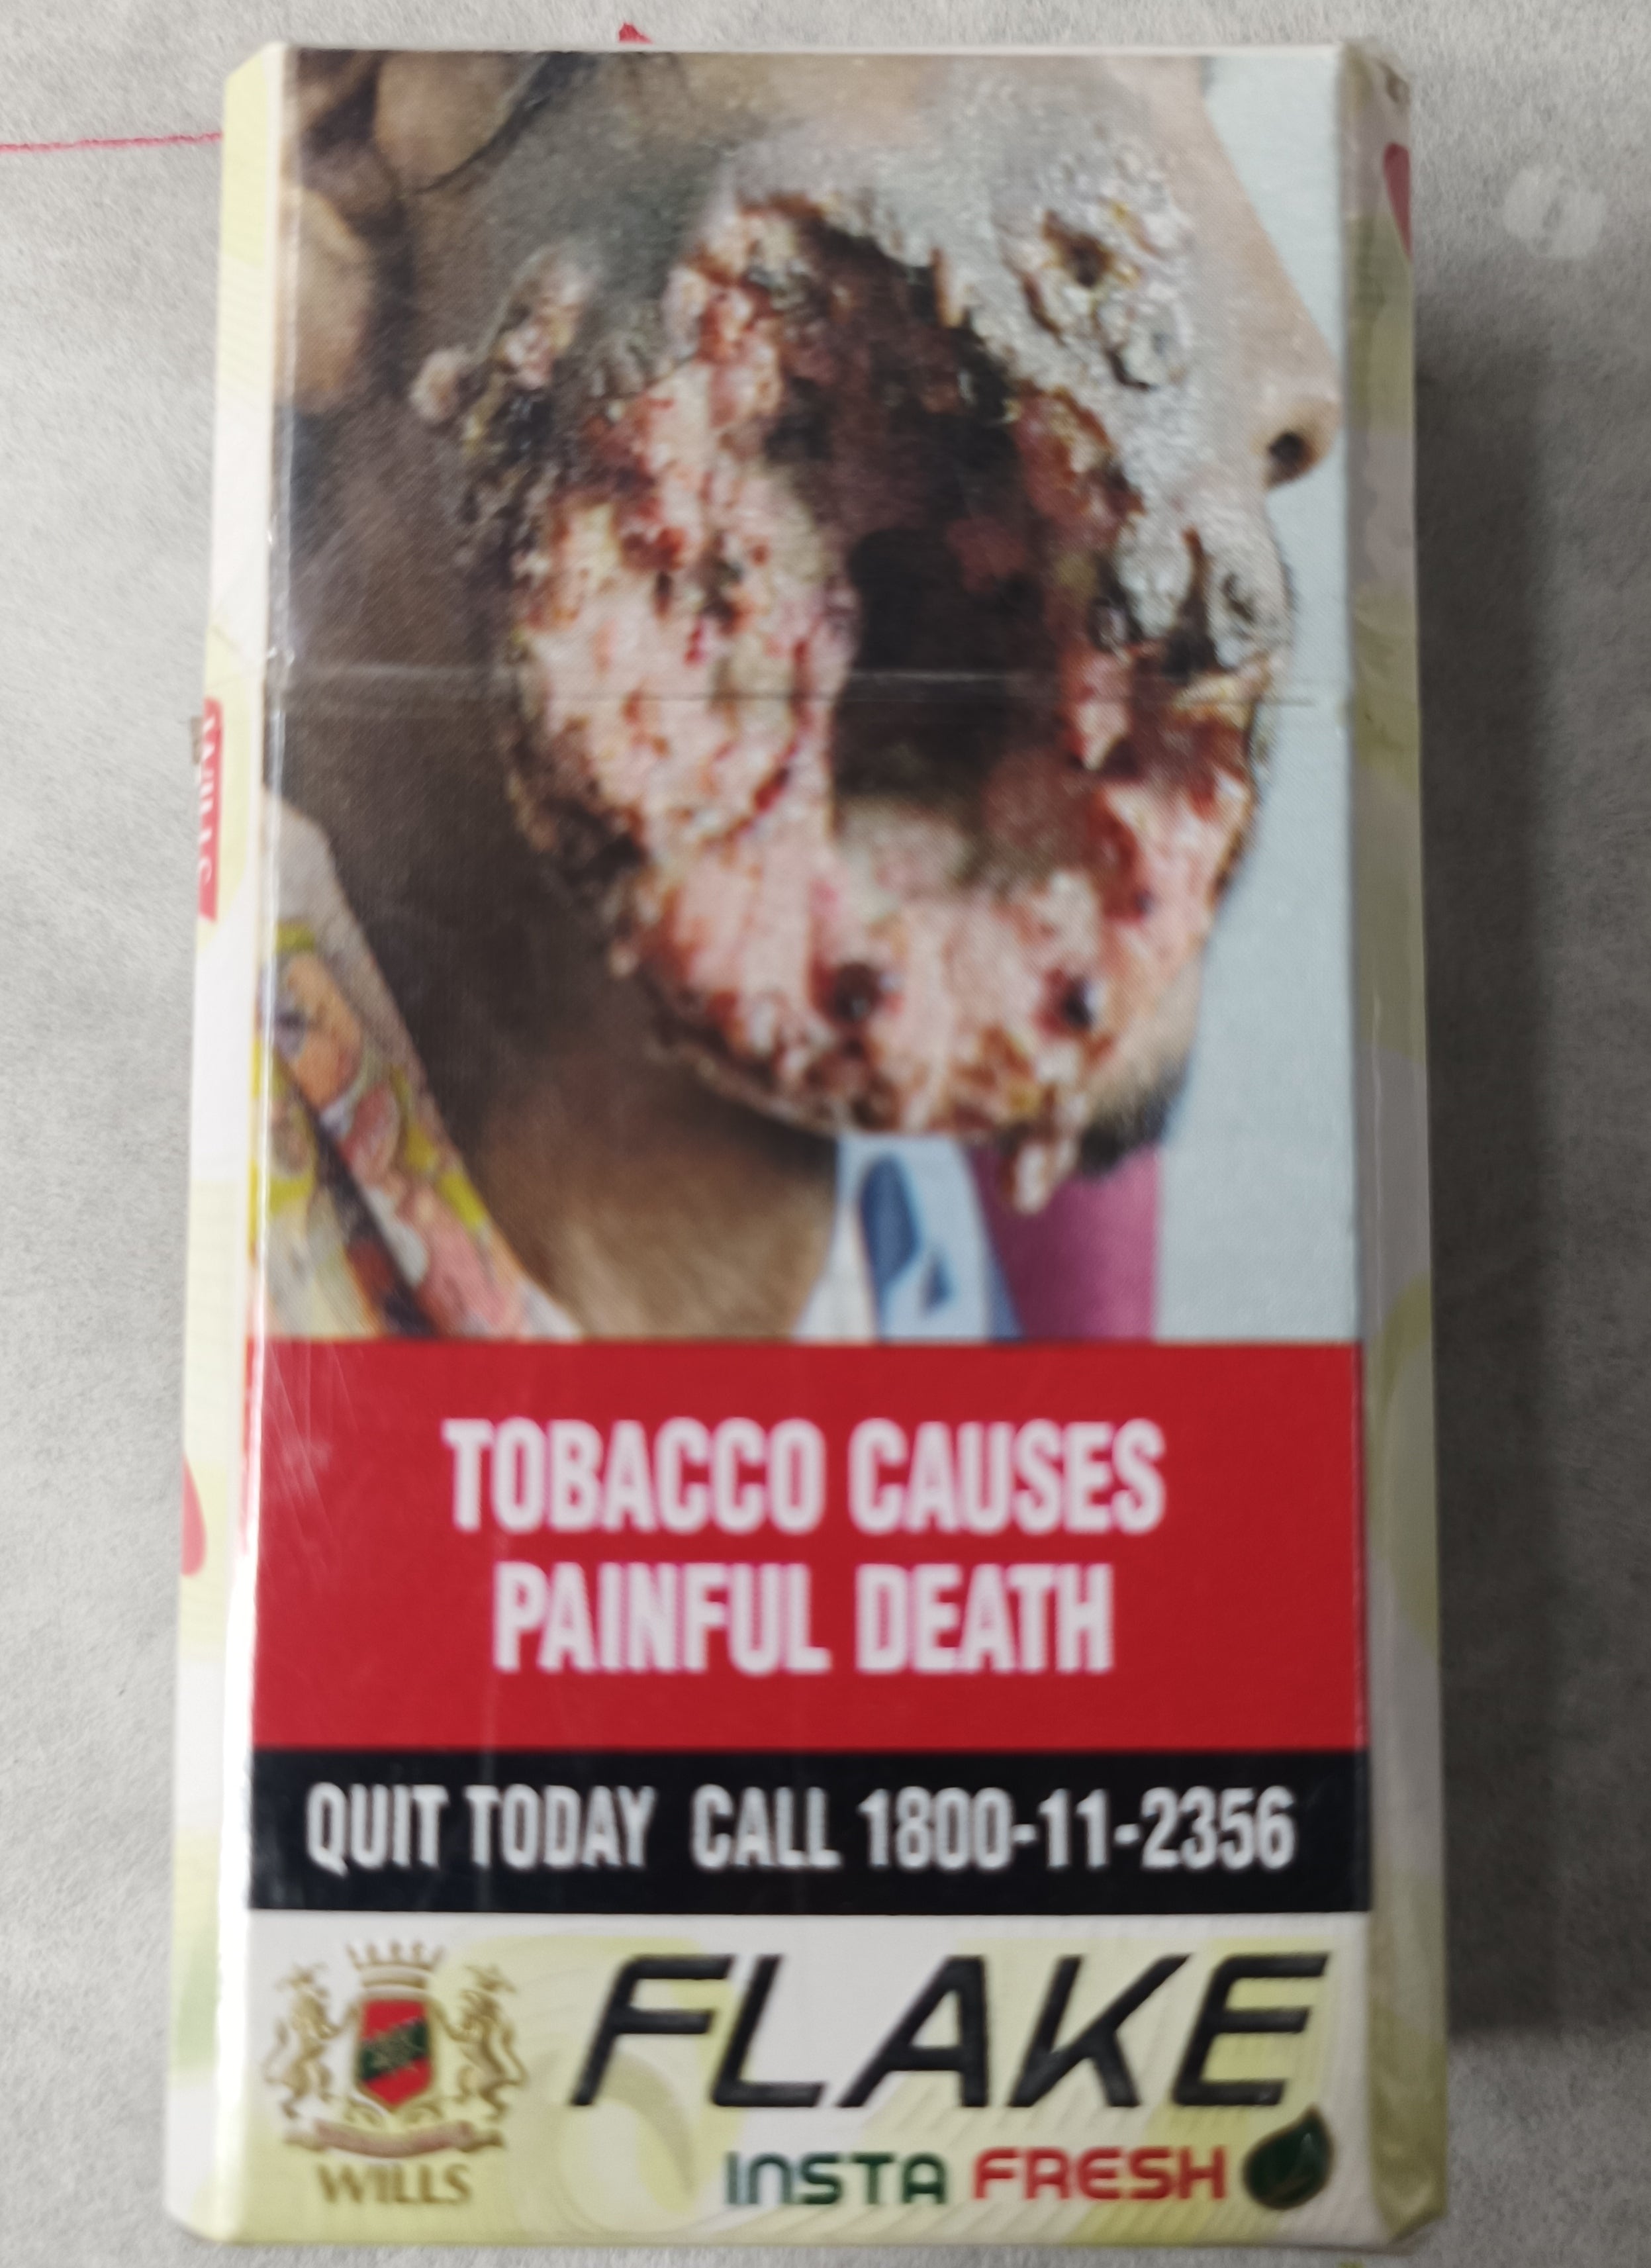 TOBACCO CAUSES
PAINFUL DEATH
QUIT TODAY CALL 1800-11-2356
FLAKE
INSTA FRESH
WILLS